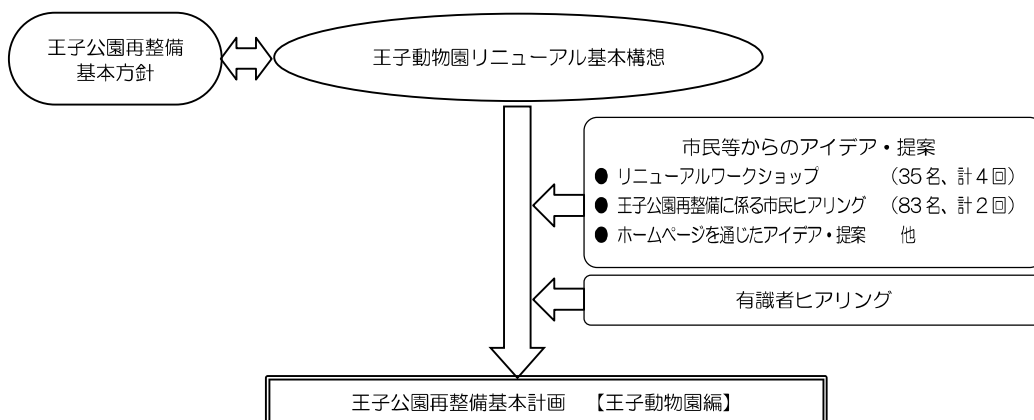 王子公園再整備
基本方針
王子動物園リニューアル基本構想
市民等からのアイデア・提案
● リニューアルワークショップ （35名、計4回）
● 王子公園再整備に係る市民ヒアリング （83名、計2回）
● ホームページを通じたアイデア・提案 他
有識者ヒアリング
王子公園再整備基本計画 【王子動物園編】